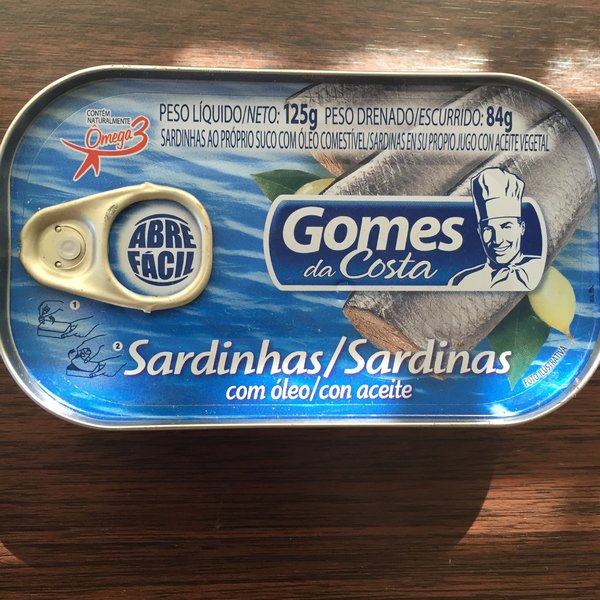 CONTÉM
NATURALMENTE
Omega 3
PESO LÍQUIDO/NETO: 125g PESO DRENADO/ESCURRIDO: 84g
SARDINHAS AO PRÓPRIO SUCO COM ÓLEO COMESTÍVEL/SARDINAS EN SU PROPIO JUGO CON ACEITE VEGETAL
ABRE
FÁCIL
Gomes
da Costa
1
2
Sardinhas/Sardinas
com óleo/con aceite
FOTO ILUSTRATIVA